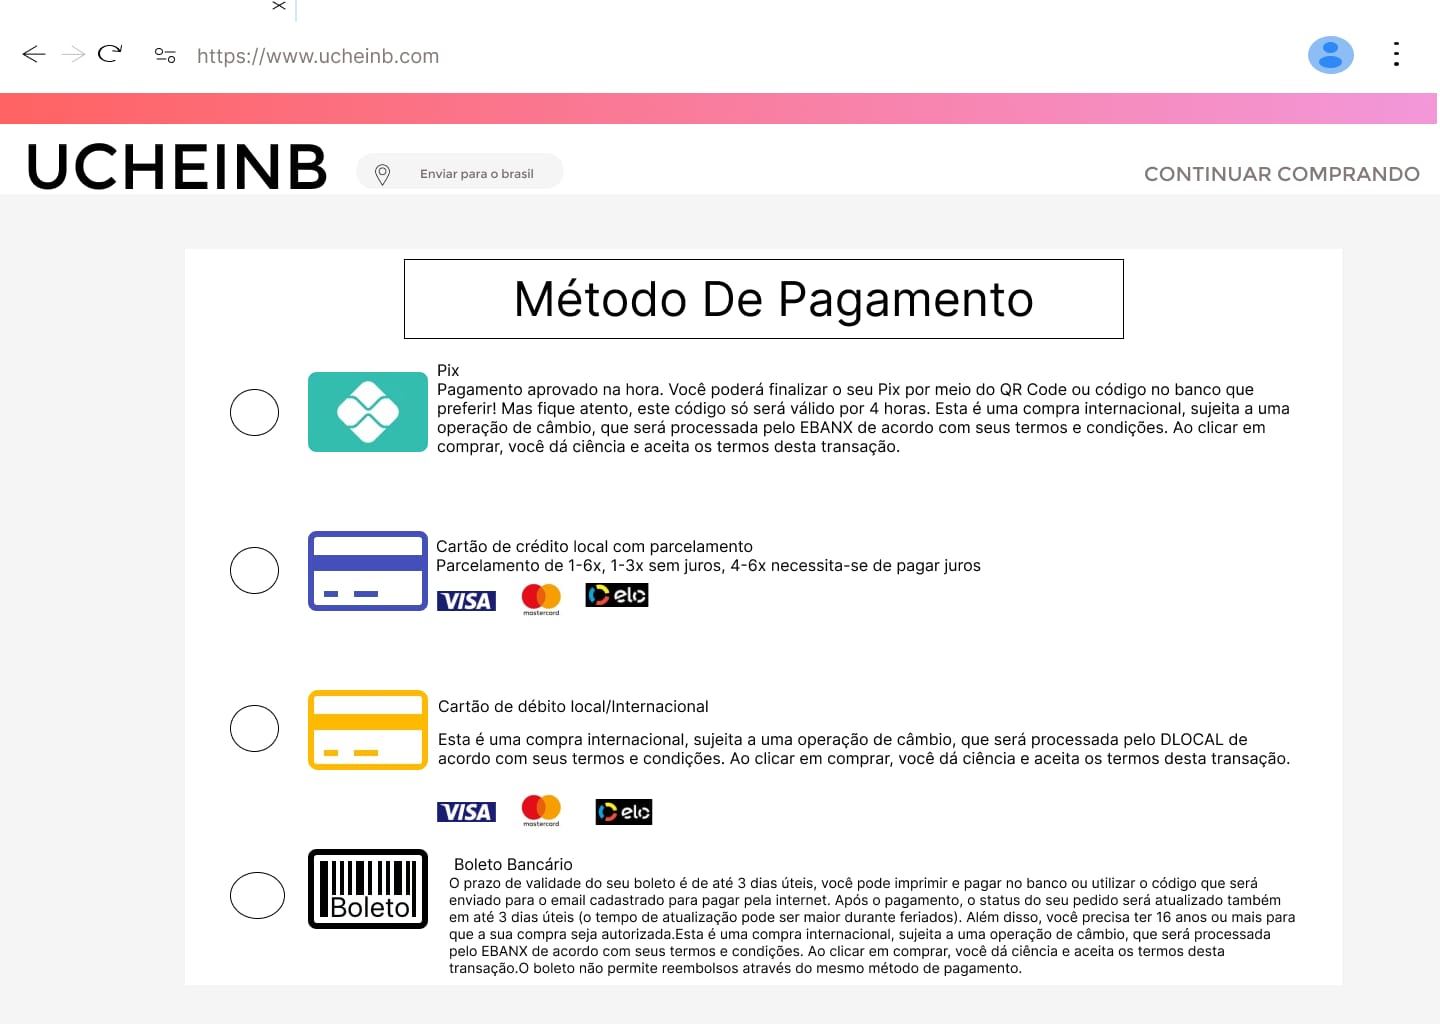 https://www.ucheinb.com
UCHEINB
Enviar para o brasil
CONTINUAR COMPRANDO
Método De Pagamento
Pix
Pagamento aprovado na hora. Você poderá finalizar o seu Pix por meio do QR Code ou código no banco que
preferir! Mas fique atento, este código só será válido por 4 horas. Esta é uma compra internacional, sujeita a uma
operação de câmbio, que será processada pelo EBANX de acordo com seus termos e condições. Ao clicar em
comprar, você dá ciência e aceita os termos desta transação.
Cartão de crédito local com parcelamento
Parcelamento de 1-6x, 1-3x sem juros, 4-6x necessita-se de pagar juros
VISA mastercard elo
Cartão de débito local/Internacional
Esta é uma compra internacional, sujeita a uma operação de câmbio, que será processada pelo DLOCAL de
acordo com seus termos e condições. Ao clicar em comprar, você dá ciência e aceita os termos desta transação.
VISA mastercard elo
Boleto
Boleto Bancário
O prazo de validade do seu boleto é de até 3 dias úteis, você pode imprimir e pagar no banco ou utilizar o código que será
enviado para o email cadastrado para pagar pela internet. Após o pagamento, o status do seu pedido será atualizado também
em até 3 dias úteis (o tempo de atualização pode ser maior durante feriados). Além disso, você precisa ter 16 anos ou mais para
que a sua compra seja autorizada.Esta é uma compra internacional, sujeita a uma operação de câmbio, que será processada
pelo EBANX de acordo com seus termos e condições. Ao clicar em comprar, você dá ciência e aceita os termos desta
transação.O boleto não permite reembolsos através do mesmo método de pagamento.